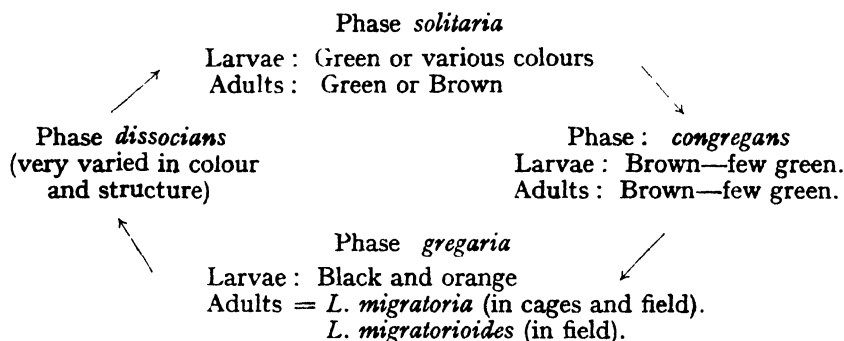 Phase solitaria
Larvae : Green or various colours
Adults : Green or Brown
Phase dissocians
(very varied in colour
and structure)
Phase : congregans
Larvae : Brown—few green.
Adults : Brown—few green.
Phase gregaria
Larvae : Black and orange
Adults = L. migratoria (in cages and field).
L. migratorioides (in field).